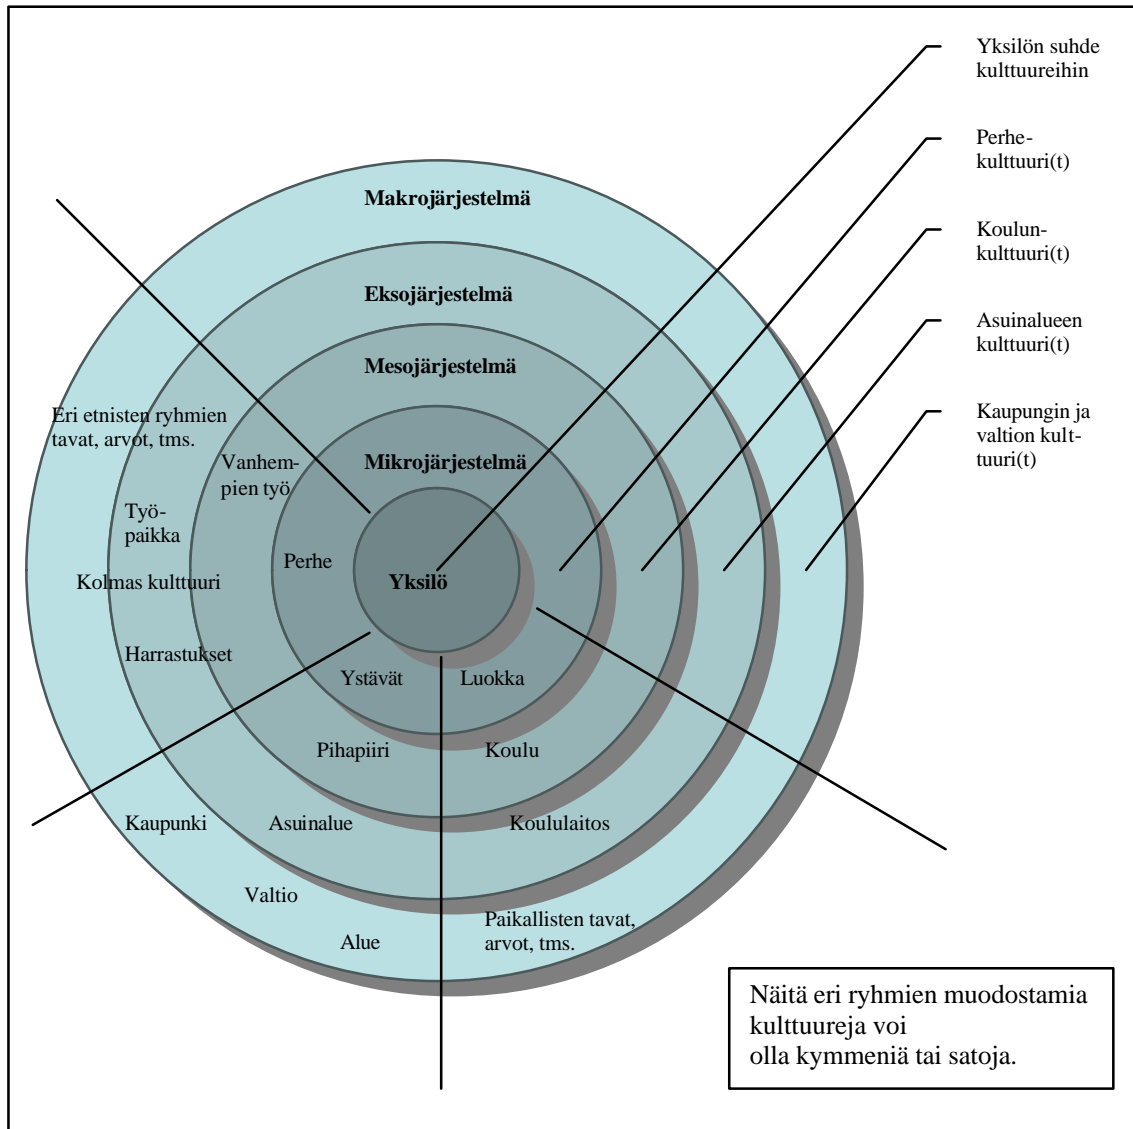 Yksilön suhde
kulttuureihin
Perhe-
kulttuuri(t)
Koulun-
kulttuuri(t)
Asuinalueen
kulttuuri(t)
Kaupungin ja
valtion kult-
tuuri(t)
Makrojärjestelmä
Eksojärjestelmä
Mesojärjestelmä
Mikrojärjestelmä
Yksilö
Eri etnisten ryhmien
tavat, arvot, tms.
Vanhem-
pien työ
Työ-
paikka
Perhe
Kolmas kulttuuri
Harrastukset
Ystävät
Luokka
Pihapiiri
Koulu
Kaupunki
Asuinalue
Koululaitos
Valtio
Alue
Paikallisten tavat,
arvot, tms.
Näitä eri ryhmien muodostamia
kulttuureja voi
olla kymmeniä tai satoja.